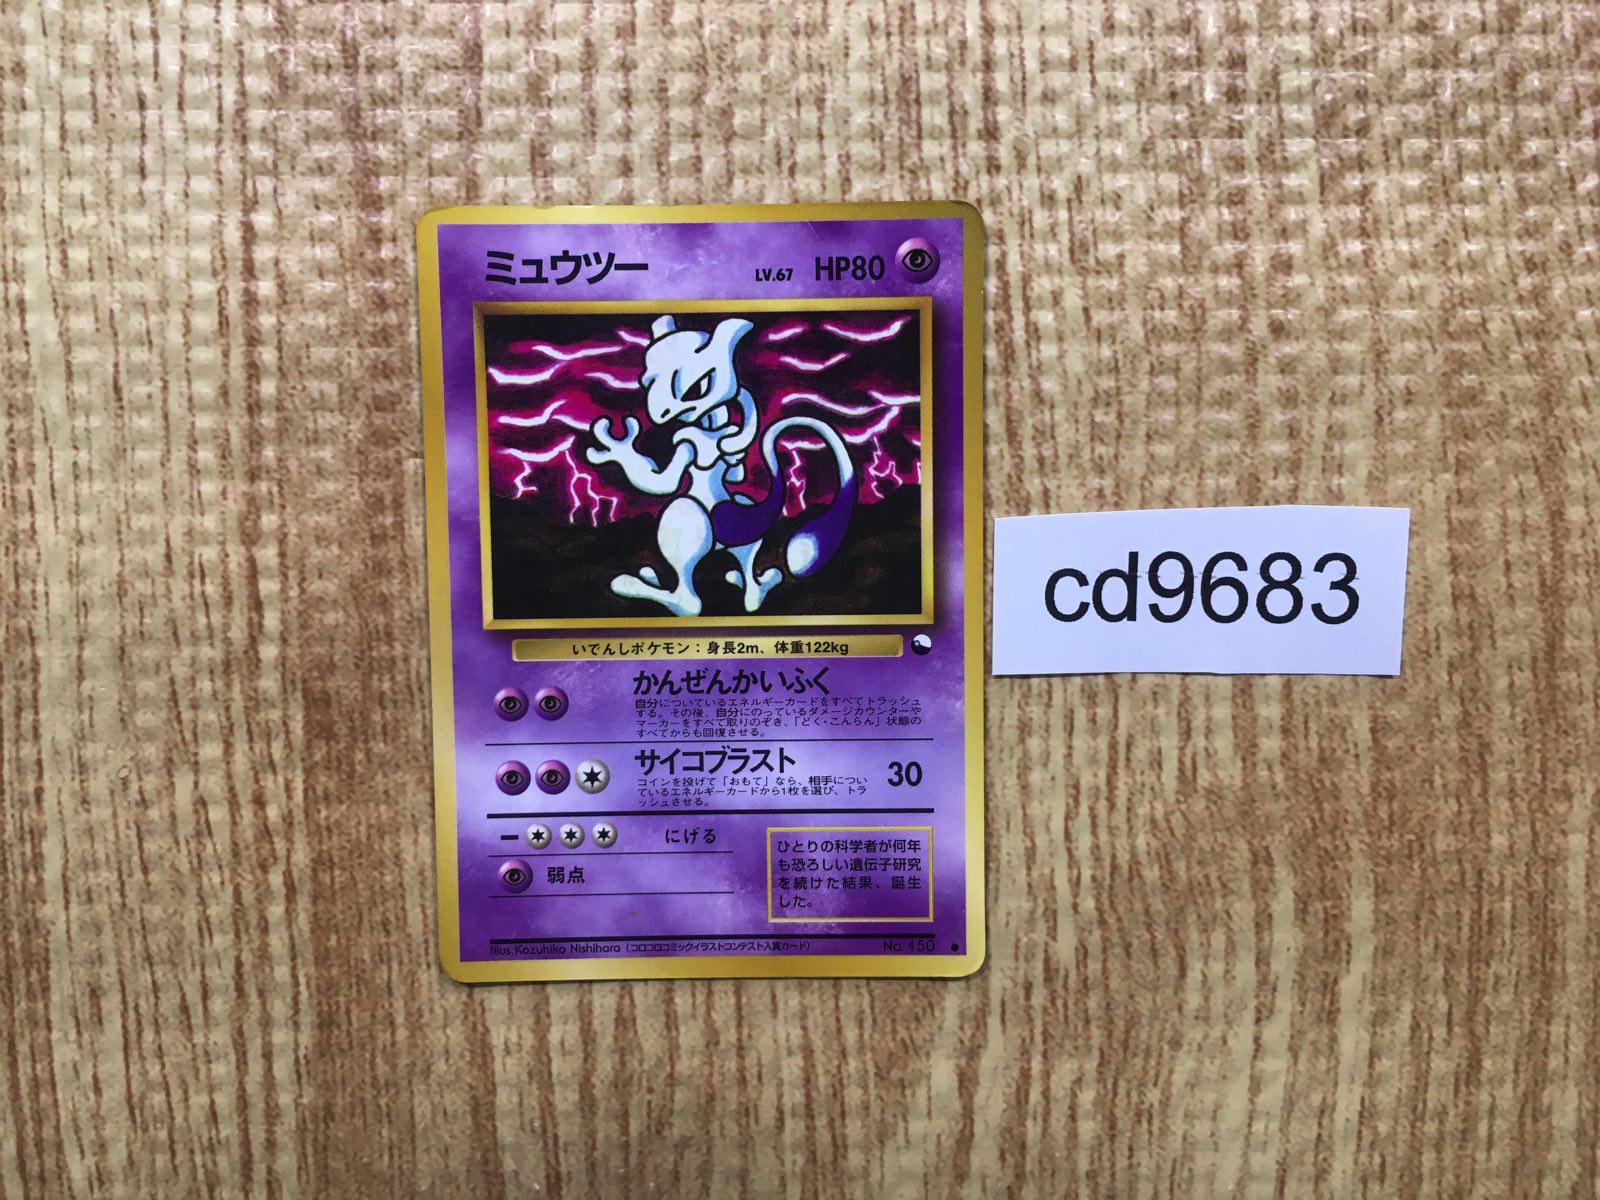 ミュウツー LV.67 HP80
いでんしポケモン：身長2m、体重122kg
かんぜんかいふく
自分についているエネルギーカードをすべてトラッシュ
する。その後、自分にのっているダメージカウンターや
マーカーをすべて取りのぞき、「どく・こんらん」状態の
すべてからも回復させる。
サイコブラスト 30
コインを投げて「おもて」なら、相手につい
ているエネルギーカードから1枚を選び、トラ
ッシュさせる。
にげる
弱点
ひとりの科学者が何年
も恐ろしい遺伝子研究
を続けた結果、誕生
した。
Illus.Kazuhiko Nishihara (コロコロコミックイラストコンテスト入賞カード) No.150
cd9683